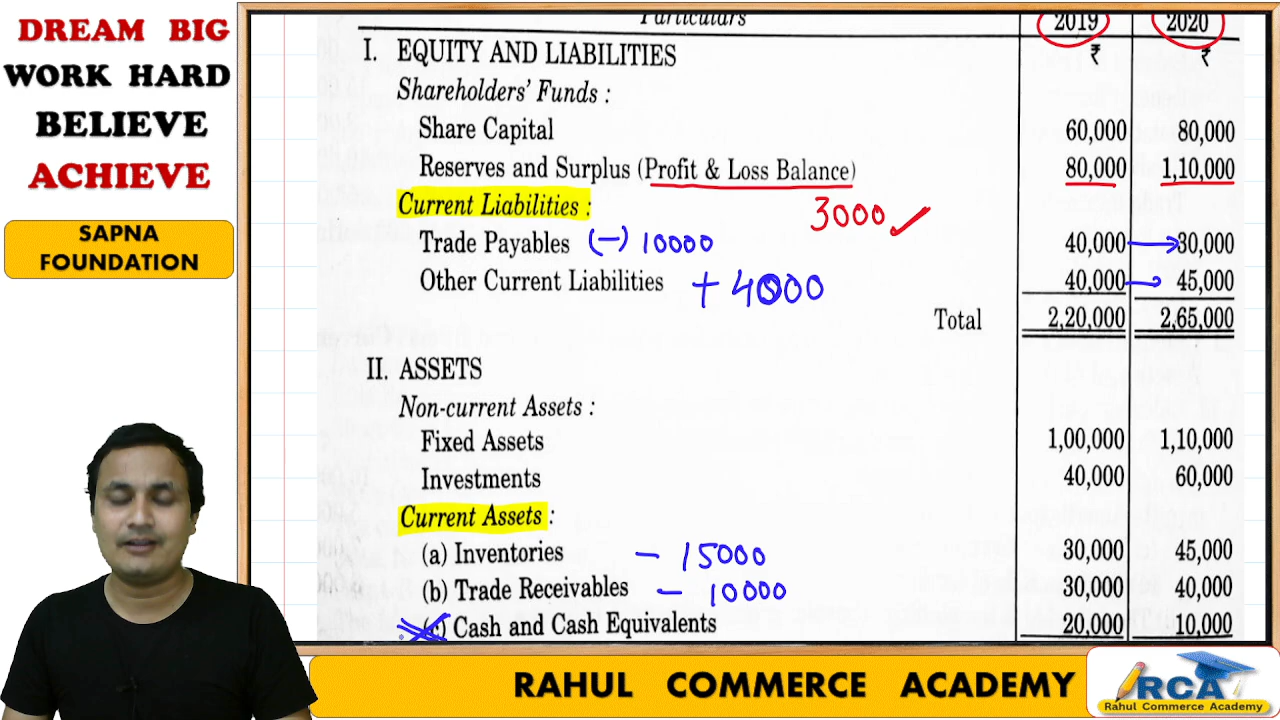 DREAM BIG
WORK HARD
BELIEVE
ACHIEVE
SAPNA
FOUNDATION
Particulars 2019 2020
₹ ₹
I. EQUITY AND LIABILITIES
Shareholders' Funds :
Share Capital 60,000 80,000
Reserves and Surplus (Profit & Loss Balance) 80,000 1,10,000
Current Liabilities : 3000
Trade Payables (-) 10000 40,000 30,000
Other Current Liabilities + 4000 40,000 45,000
Total 2,20,000 2,65,000
II. ASSETS
Non-current Assets :
Fixed Assets 1,00,000 1,10,000
Investments 40,000 60,000
Current Assets :
(a) Inventories - 15000 30,000 45,000
(b) Trade Receivables - 10000 30,000 40,000
(c) Cash and Cash Equivalents 20,000 10,000
RAHUL COMMERCE ACADEMY
RCA
Rahul Commerce Academy